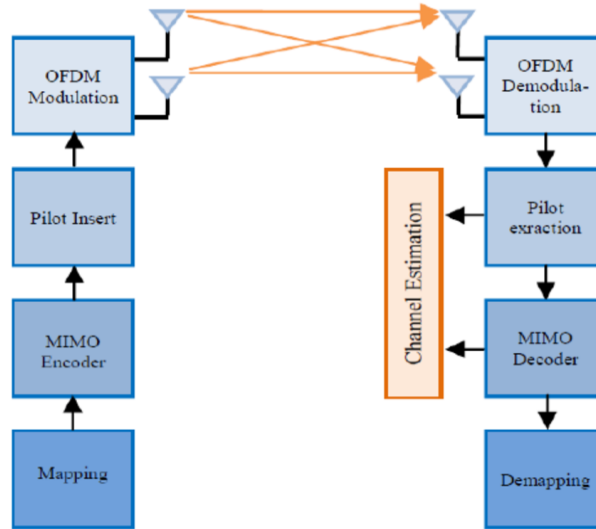 OFDM
Modulation
OFDM
Demodula-
tion
Pilot Insert
Channel Estimation
Pilot
exraction
MIMO
Encoder
MIMO
Decoder
Mapping
Demapping